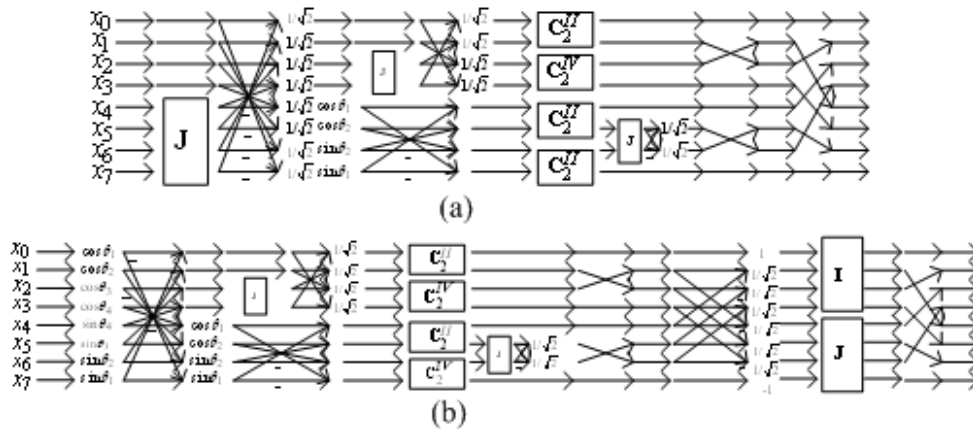 X₀ 1/√2 1/√2 C₂ᴵᴵ
X₁ 1/√2 1/√2
X₂ 1/√2 J 1/√2 C₂ᴵⱽ
X₃ 1/√2 1/√2
X₄ J 1/√2 cosθ₁ C₂ᴵᴵ
X₅ 1/√2 cosθ₂ J 1/√2
X₆ 1/√2 sinθ₂ C₂ᴵᴵ 1/√2
X₇ 1/√2 sinθ₁
(a)
X₀ cosθ₁ 1/√2 C₂ᴵᴵ 1
X₁ cosθ₂ 1/√2 1/√2 I
X₂ cosθ₃ 1/√2 C₂ᴵⱽ 1/√2
X₃ cosθ₄ 1/√2 1/√2
X₄ sinθ₄ cosθ₁ C₂ᴵᴵ 1/√2 J
X₅ cosθ₂ 1/√2 1/√2
X₆ sinθ₂ sinθ₂ C₂ᴵⱽ 1/√2 1/√2
X₇ sinθ₁ sinθ₁ -1
(b)